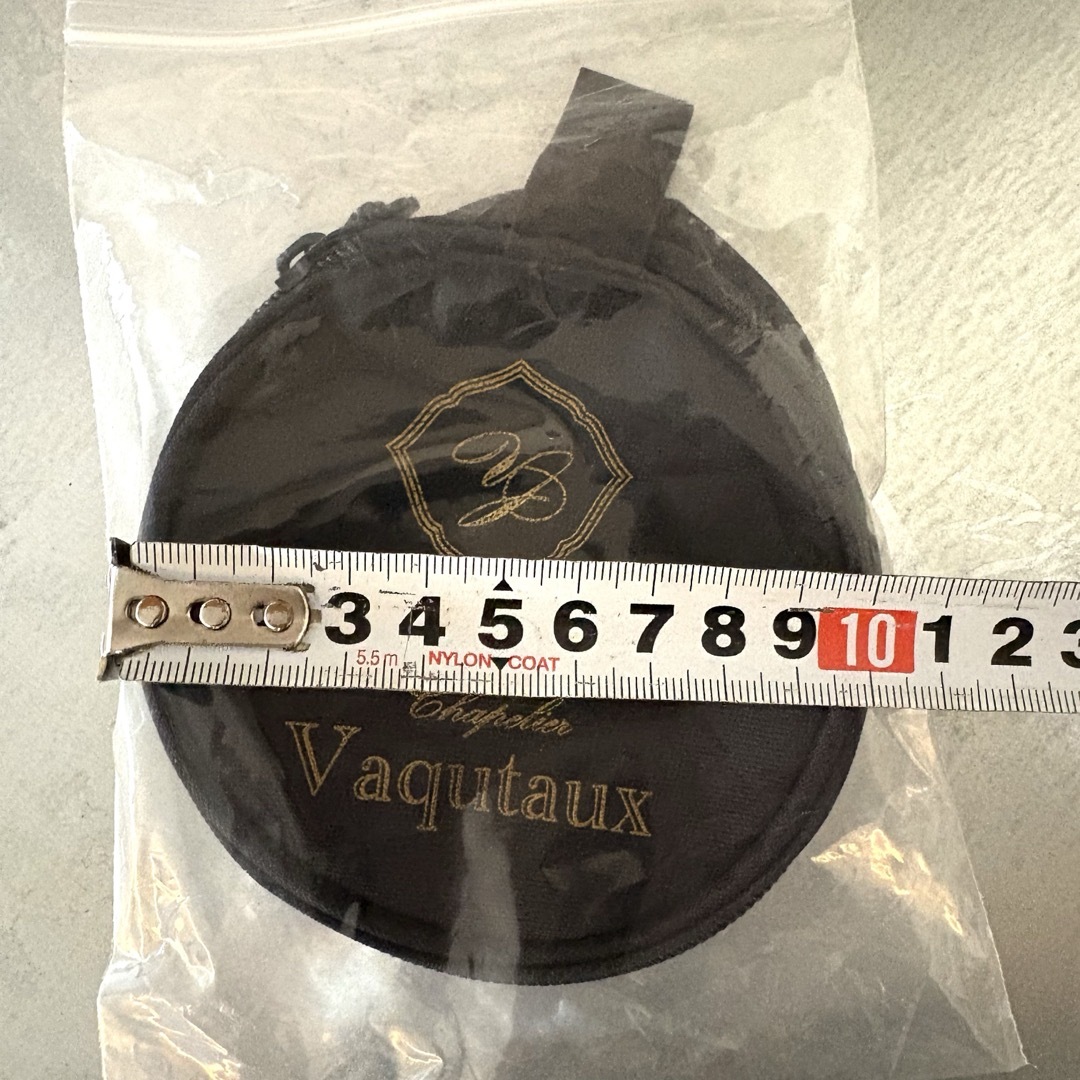 3 4 5 6 7 8 9 10 1 2 3
5.5m NYLON COAT
Chapelier
Vaqutaux